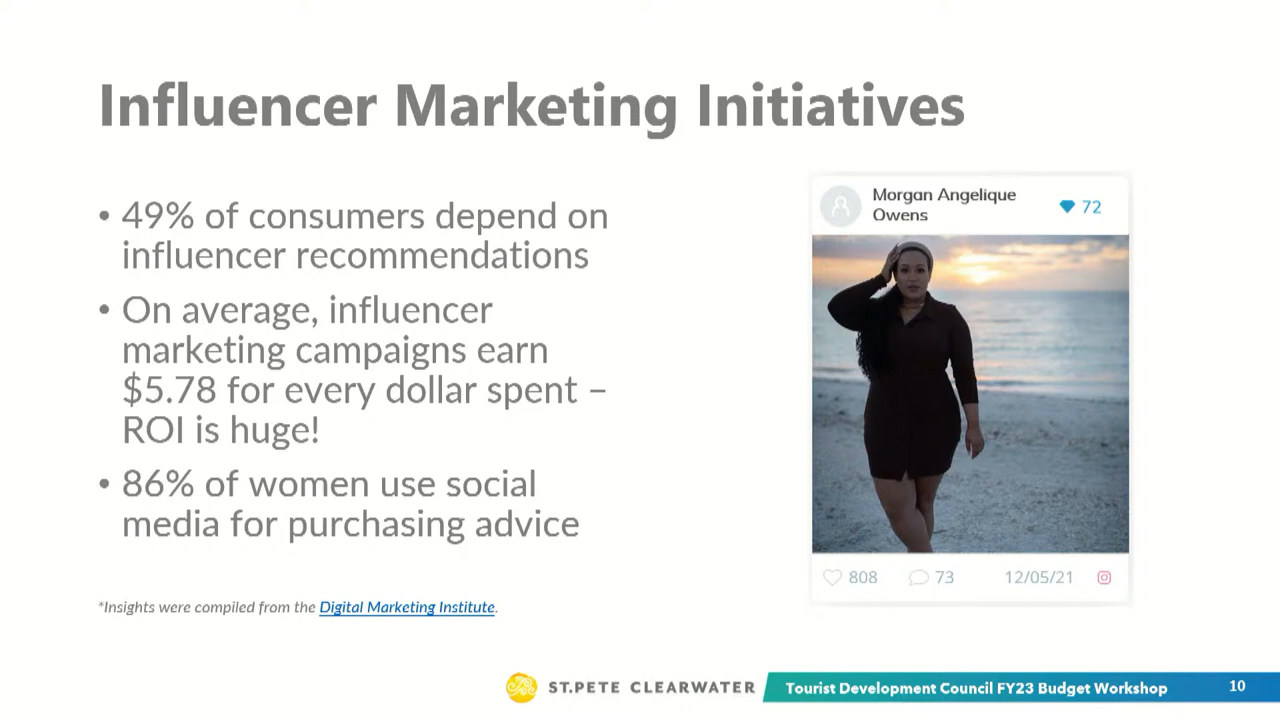 Influencer Marketing Initiatives
• 49% of consumers depend on
influencer recommendations
• On average, influencer
marketing campaigns earn
$5.78 for every dollar spent –
ROI is huge!
• 86% of women use social
media for purchasing advice
*Insights were compiled from the Digital Marketing Institute.
Morgan Angelique
Owens
72
808 73 12/05/21
ST.PETE CLEARWATER
Tourist Development Council FY23 Budget Workshop 10